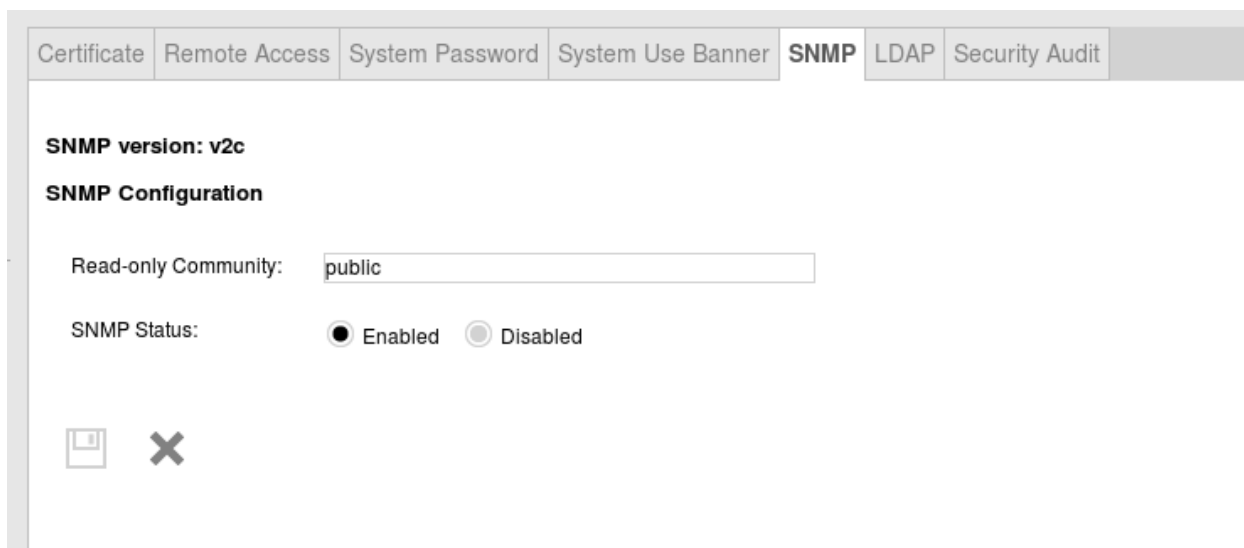 Certificate Remote Access System Password System Use Banner SNMP LDAP Security Audit
SNMP version: v2c
SNMP Configuration
Read-only Community: public
SNMP Status: Enabled Disabled